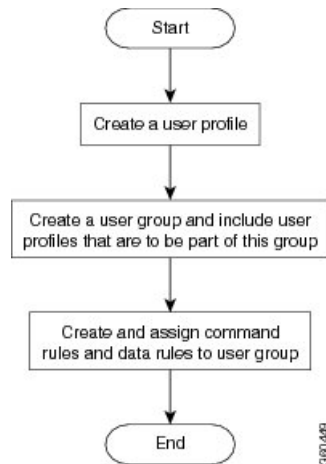 Start
Create a user profile
Create a user group and include user
profiles that are to be part of this group
Create and assign command
rules and data rules to user group
End